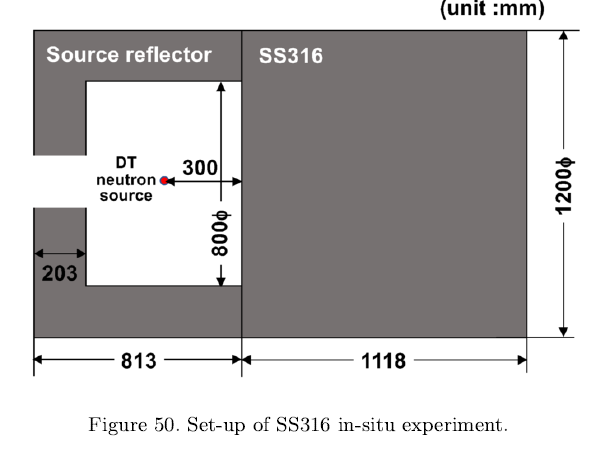 (unit :mm)
Source reflector
SS316
DT
neutron
source
300
800ϕ
1200ϕ
203
813
1118
Figure 50. Set-up of SS316 in-situ experiment.